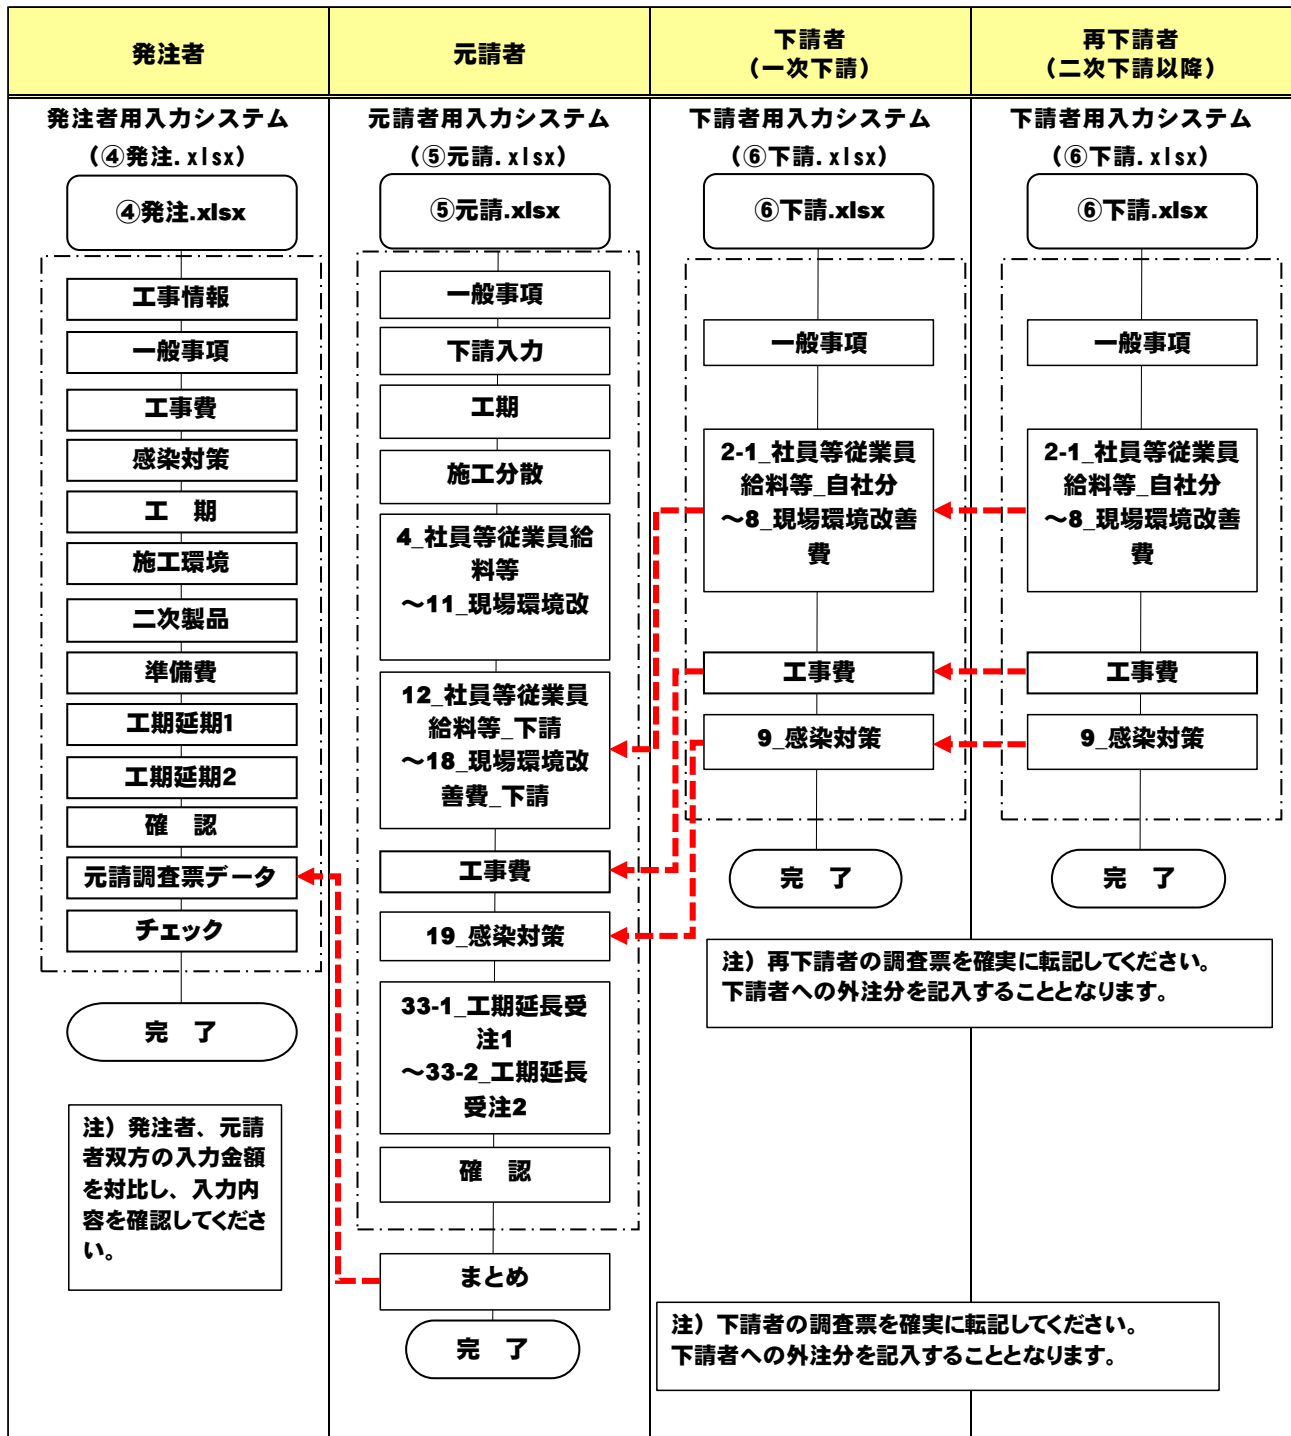 発注者
元請者
下請者
（一次下請）
再下請者
（二次下請以降）
発注者用入力システム
（④発注.xlsx）
④発注.xlsx
工事情報
一般事項
工事費
感染対策
工　期
施工環境
二次製品
準備費
工期延期1
工期延期2
確　認
元請調査票データ
チェック
完　了
注）発注者、元請
者双方の入力金額
を対比し、入力内
容を確認してくださ
い。
元請者用入力システム
（⑤元請.xlsx）
⑤元請.xlsx
一般事項
下請入力
工期
施工分散
4_社員等従業員給
料等
～11_現場環境改
12_社員等従業員
給料等_下請
～18_現場環境改
善費_下請
工事費
19_感染対策
33-1_工期延長受
注1
～33-2_工期延長
受注2
確　認
まとめ
完　了
下請者用入力システム
（⑥下請.xlsx）
⑥下請.xlsx
一般事項
2-1_社員等従業員
給料等_自社分
～8_現場環境改善
費
工事費
9_感染対策
完　了
下請者用入力システム
（⑥下請.xlsx）
⑥下請.xlsx
一般事項
2-1_社員等従業員
給料等_自社分
～8_現場環境改善
費
工事費
9_感染対策
完　了
注）再下請者の調査票を確実に転記してください。
下請者への外注分を記入することとなります。
注）下請者の調査票を確実に転記してください。
下請者への外注分を記入することとなります。